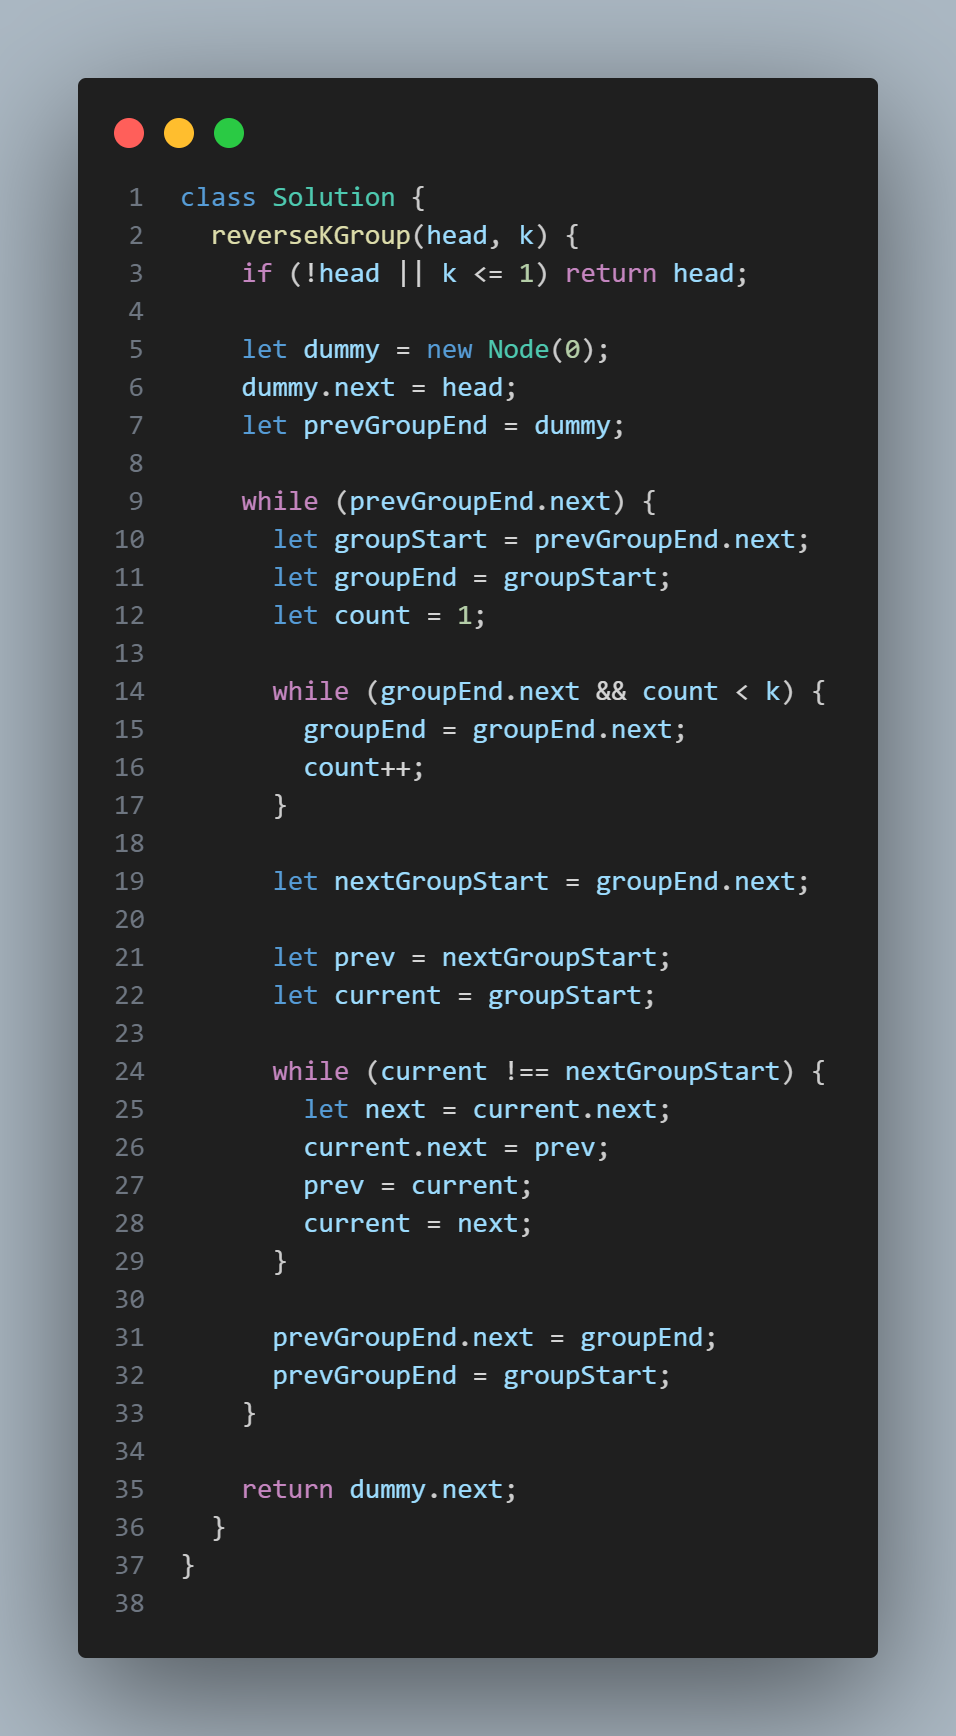 1 class Solution {
2   reverseKGroup(head, k) {
3     if (!head || k <= 1) return head;
4
5     let dummy = new Node(0);
6     dummy.next = head;
7     let prevGroupEnd = dummy;
8
9     while (prevGroupEnd.next) {
10       let groupStart = prevGroupEnd.next;
11       let groupEnd = groupStart;
12       let count = 1;
13
14       while (groupEnd.next && count < k) {
15         groupEnd = groupEnd.next;
16         count++;
17       }
18
19       let nextGroupStart = groupEnd.next;
20
21       let prev = nextGroupStart;
22       let current = groupStart;
23
24       while (current !== nextGroupStart) {
25         let next = current.next;
26         current.next = prev;
27         prev = current;
28         current = next;
29       }
30
31       prevGroupEnd.next = groupEnd;
32       prevGroupEnd = groupStart;
33     }
34
35     return dummy.next;
36   }
37 }
38